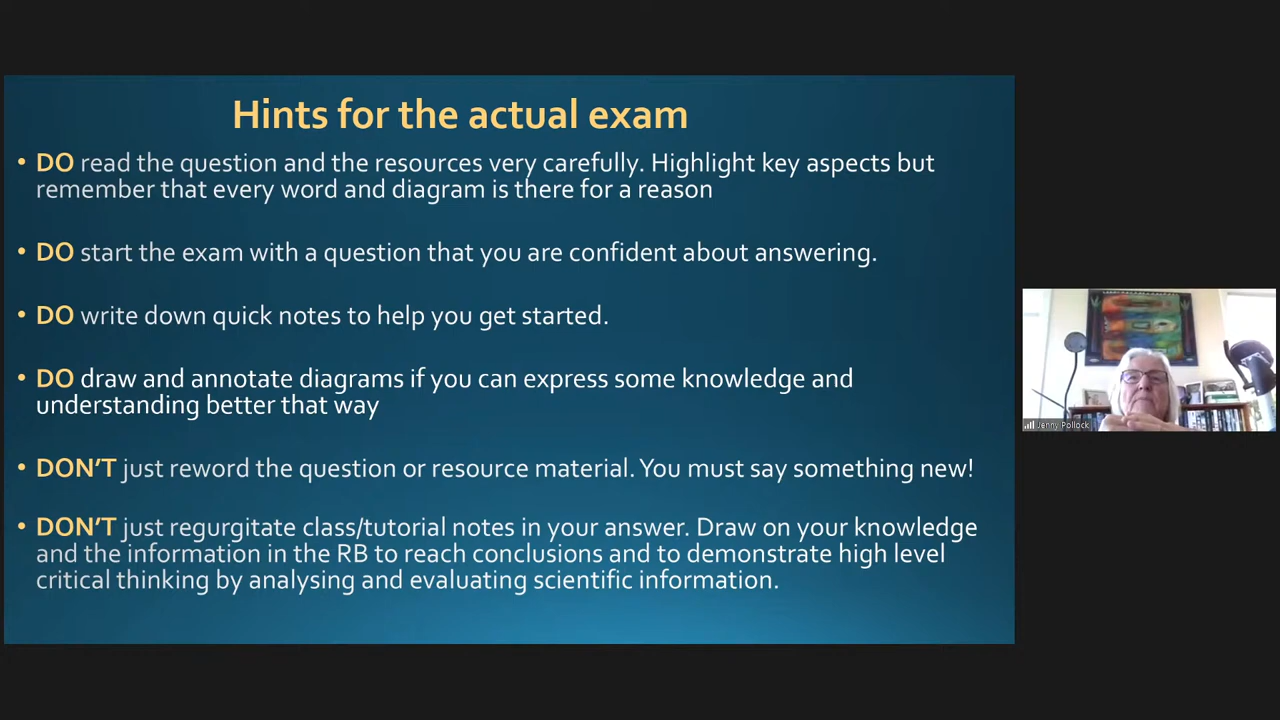 Hints for the actual exam
• DO read the question and the resources very carefully. Highlight key aspects but
remember that every word and diagram is there for a reason
• DO start the exam with a question that you are confident about answering.
• DO write down quick notes to help you get started.
• DO draw and annotate diagrams if you can express some knowledge and
understanding better that way
• DON’T just reword the question or resource material. You must say something new!
• DON’T just regurgitate class/tutorial notes in your answer. Draw on your knowledge
and the information in the RB to reach conclusions and to demonstrate high level
critical thinking by analysing and evaluating scientific information.
Jenny Pollock